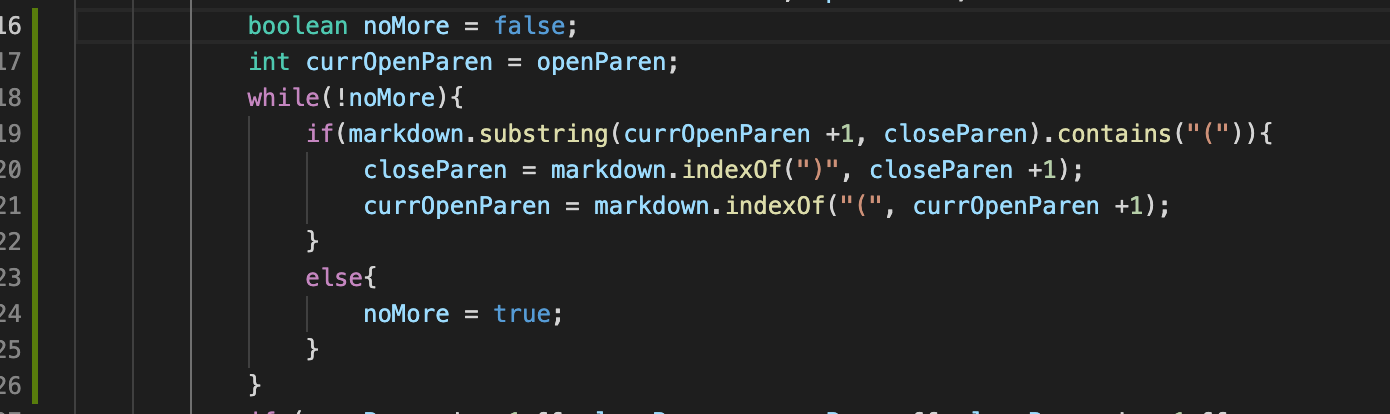 16 boolean noMore = false;
17 int currOpenParen = openParen;
18 while(!noMore){
19 if(markdown.substring(currOpenParen +1, closeParen).contains("(")){
20 closeParen = markdown.indexOf(")", closeParen +1);
21 currOpenParen = markdown.indexOf("(", currOpenParen +1);
22 }
23 else{
24 noMore = true;
25 }
26 }